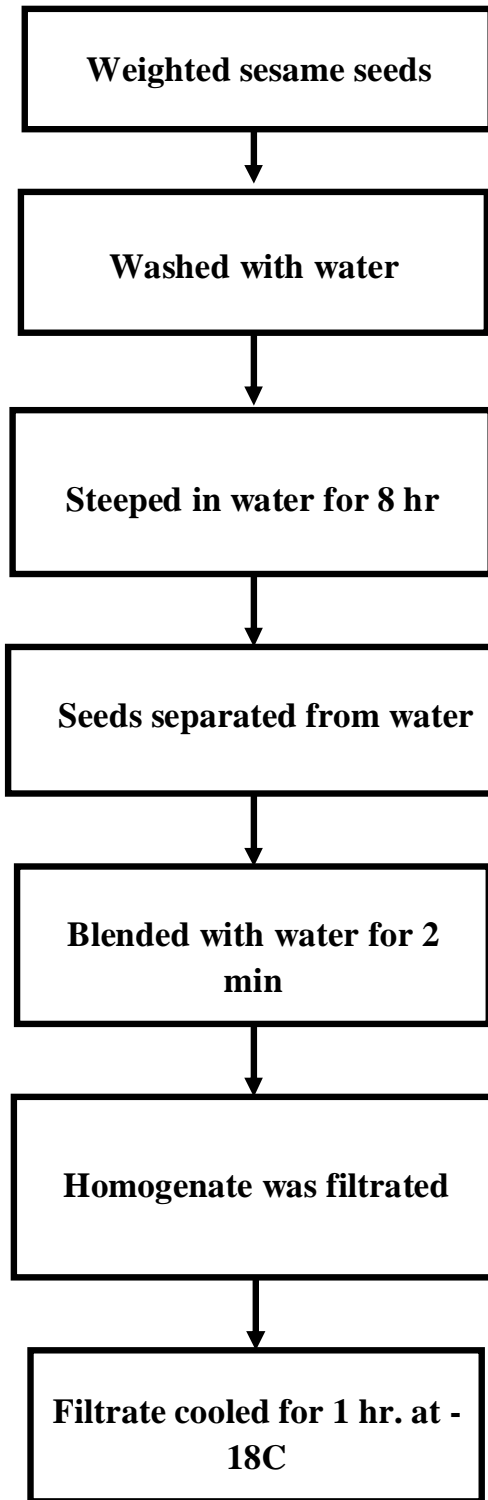 Weighted sesame seeds
Washed with water
Steeped in water for 8 hr
Seeds separated from water
Blended with water for 2
min
Homogenate was filtrated
Filtrate cooled for 1 hr. at -
18C